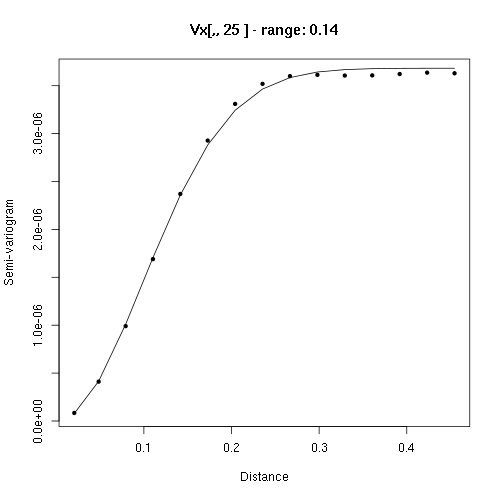 Vx[,, 25 ] - range: 0.14
Semi-variogram
0.0e+00
1.0e-06
2.0e-06
3.0e-06
0.1
0.2
0.3
0.4
Distance